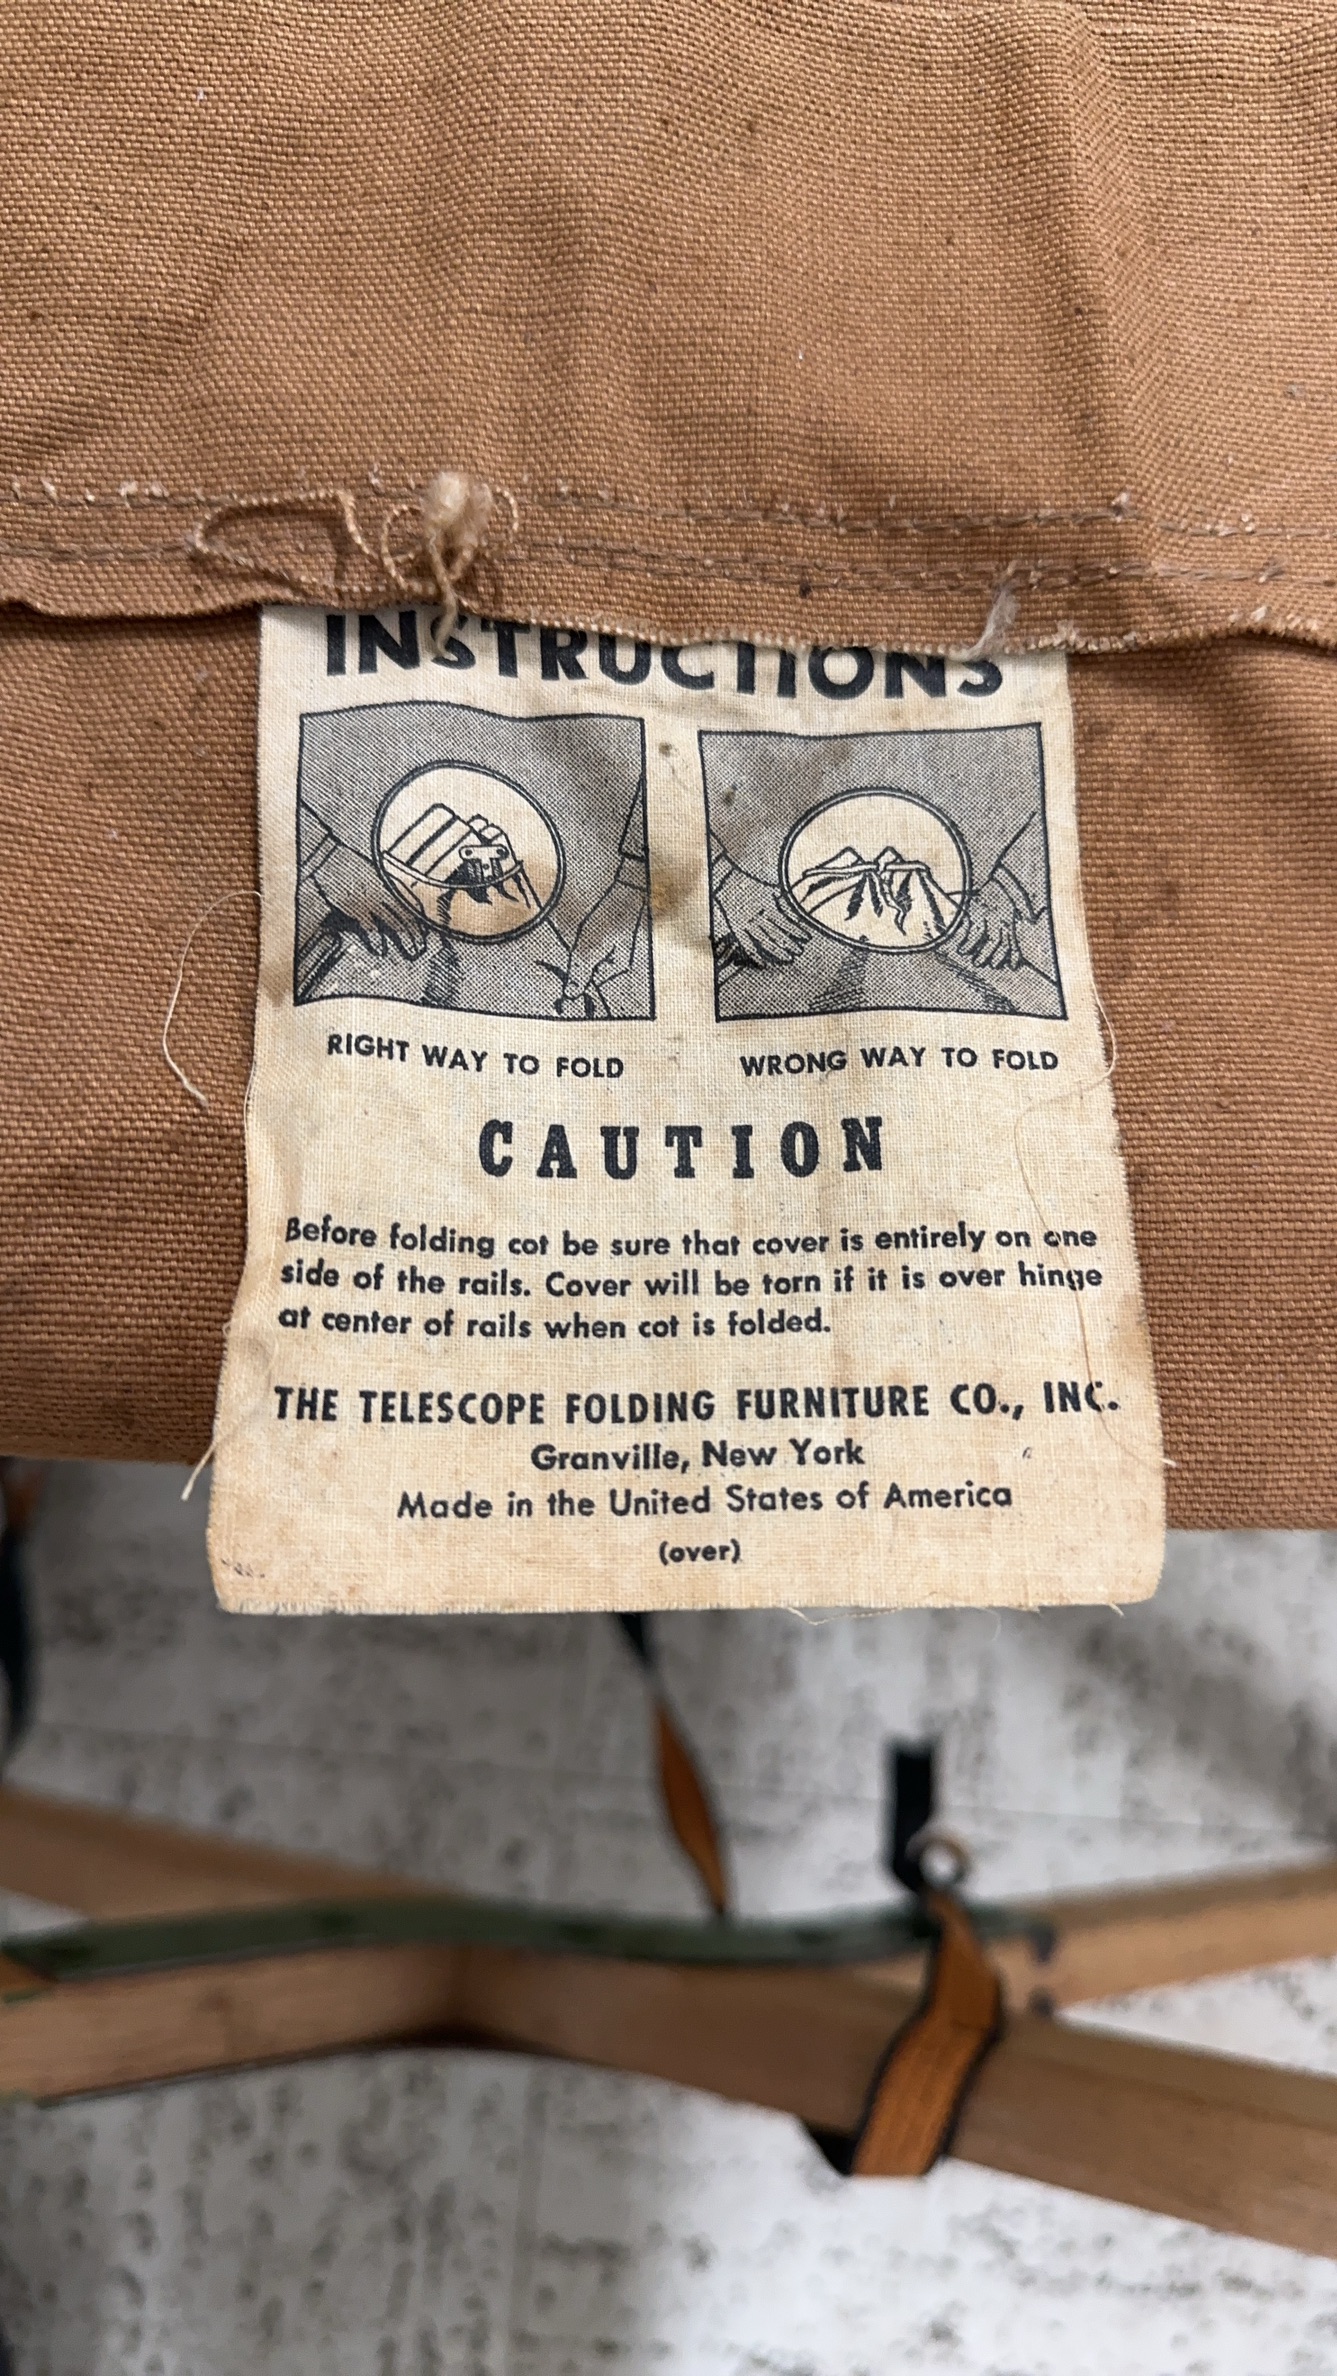 INSTRUCTIONS
RIGHT WAY TO FOLD
WRONG WAY TO FOLD
CAUTION
Before folding cot be sure that cover is entirely on one
side of the rails. Cover will be torn if it is over hinge
at center of rails when cot is folded.
THE TELESCOPE FOLDING FURNITURE CO., INC.
Granville, New York
Made in the United States of America
(over)